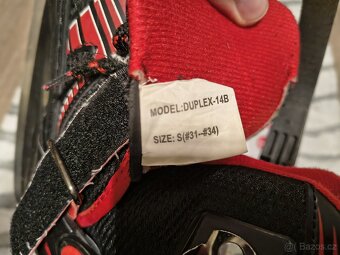 MODEL:DUPLEX-14B
SIZE: S(#31--#34)
Bazos.cz